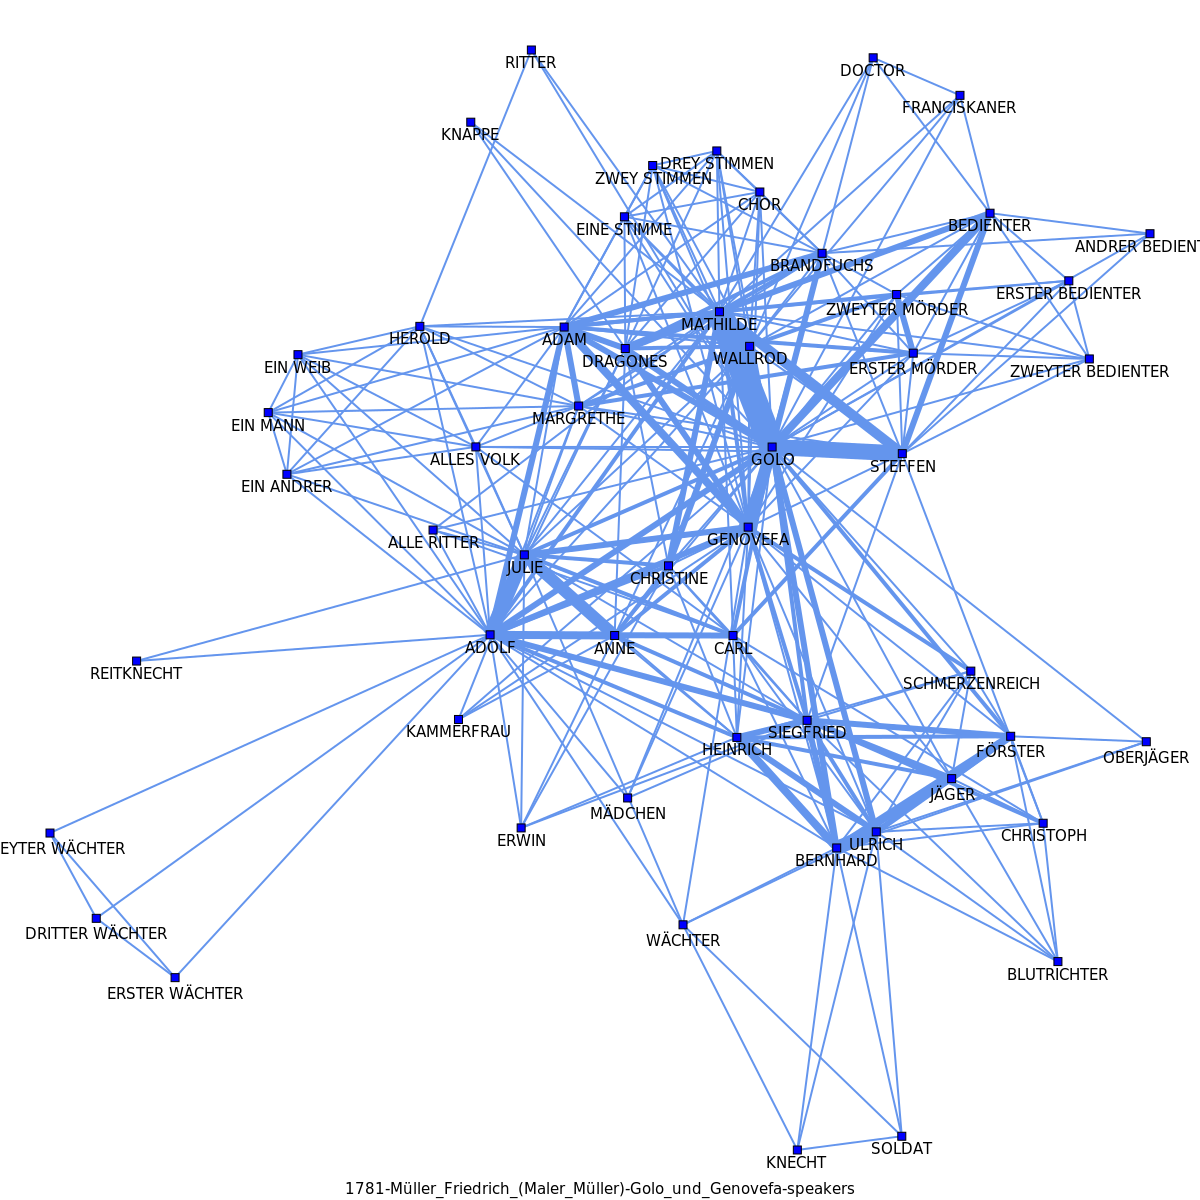 RITTER
DOCTOR
FRANCISKANER
KNAPPE
DREY STIMMEN
ZWEY STIMMEN
CHOR
EINE STIMME
BEDIENTER
ANDRER BEDIENT
BRANDFUCHS
ERSTER BEDIENTER
ZWEYTER MÖRDER
MATHILDE
HEROLD
ADAM
DRAGONES
WALLROD
EIN WEIB
ERSTER MÖRDER
ZWEYTER BEDIENTER
MARGRETHE
EIN MANN
ALLES VOLK
GOLO
STEFFEN
EIN ANDRER
ALLE RITTER
GENOVEFA
JULIE
CHRISTINE
ADOLF
ANNE
CARL
REITKNECHT
SCHMERZENREICH
KAMMERFRAU
SIEGFRIED
HEINRICH
FÖRSTER
OBERJÄGER
JÄGER
MÄDCHEN
CHRISTOPH
ERWIN
ULRICH
EYTER WÄCHTER
BERNHARD
DRITTER WÄCHTER
WÄCHTER
BLUTRICHTER
ERSTER WÄCHTER
SOLDAT
KNECHT
1781-Müller_Friedrich_(Maler_Müller)-Golo_und_Genovefa-speakers